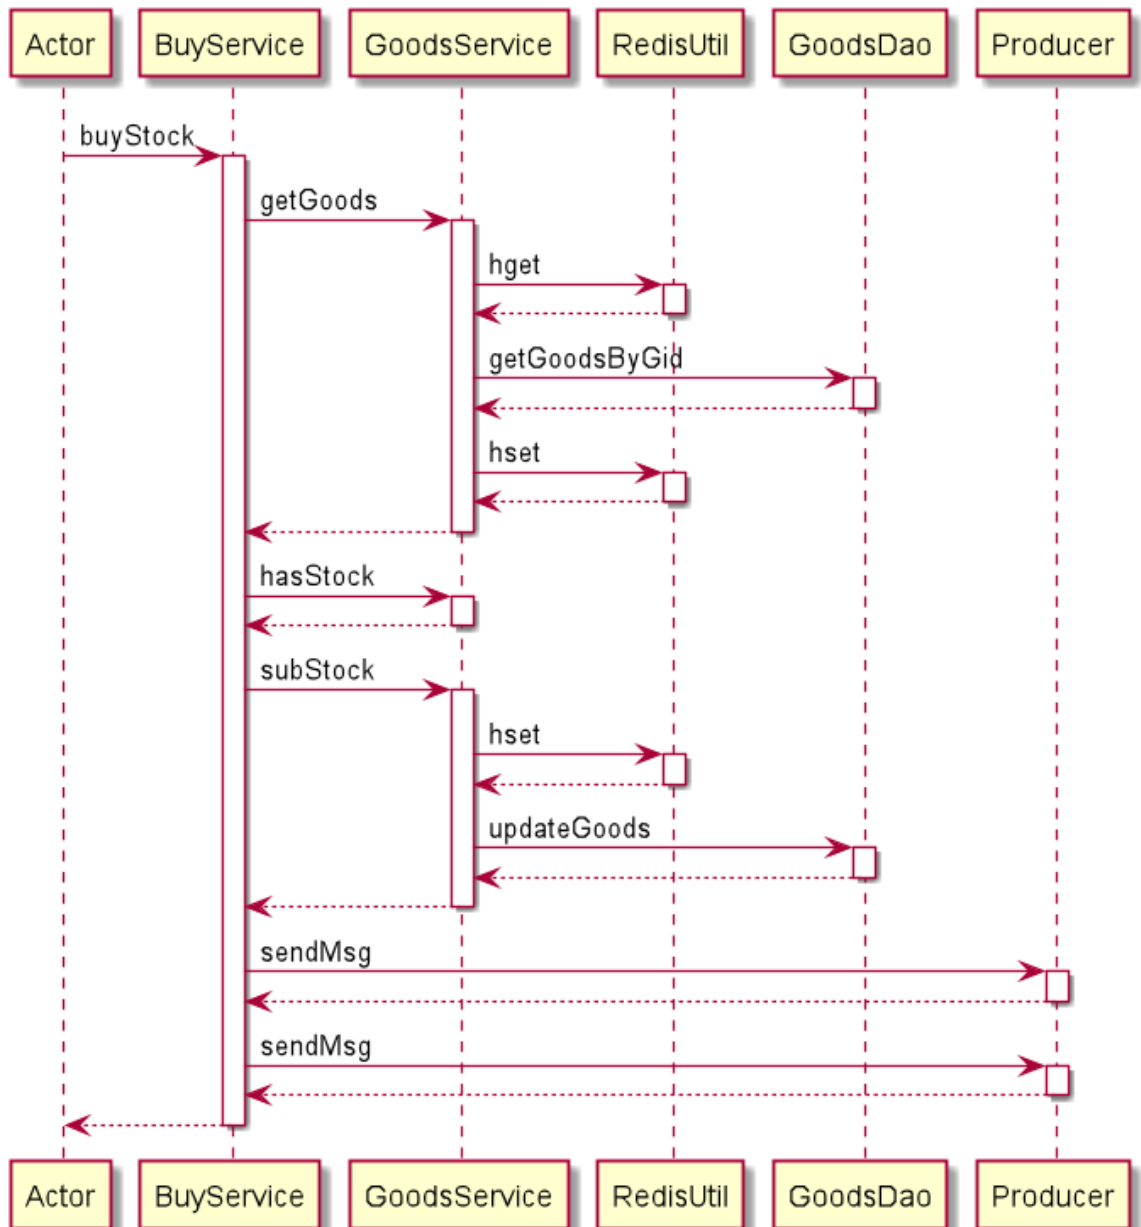 Actor BuyService GoodsService RedisUtil GoodsDao Producer
buyStock
getGoods
hget
getGoodsByGid
hset
hasStock
subStock
hset
updateGoods
sendMsg
sendMsg
Actor BuyService GoodsService RedisUtil GoodsDao Producer